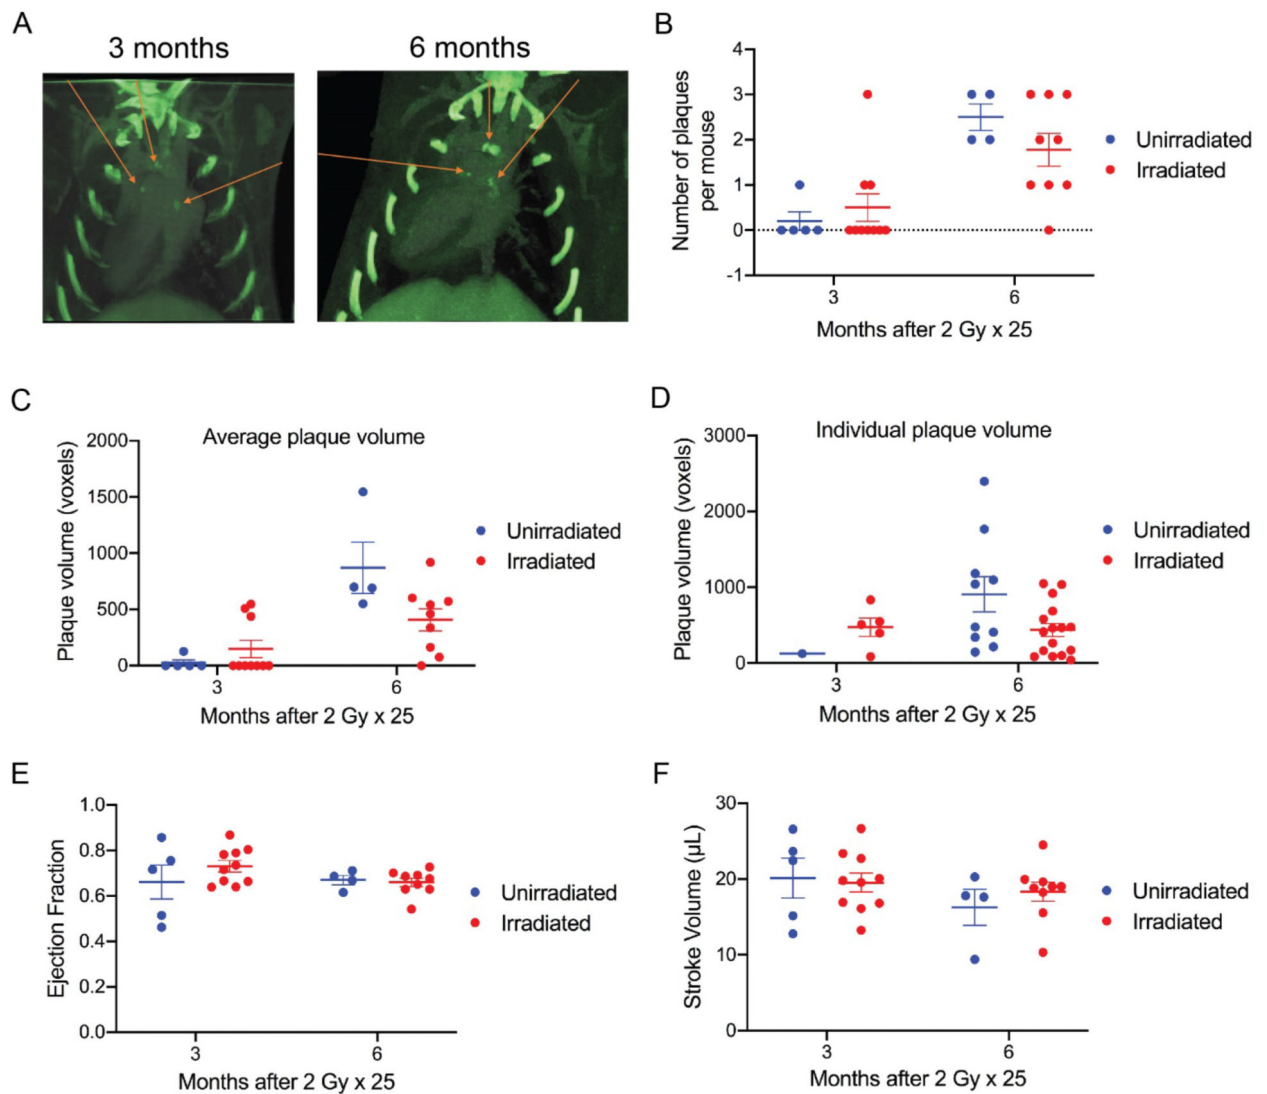 A
3 months
6 months
B
4
3
2
1
0
-1
Number of plaques
per mouse
3
6
Months after 2 Gy x 25
Unirradiated
Irradiated
C
Average plaque volume
2000
1500
1000
500
0
Plaque volume (voxels)
3
6
Months after 2 Gy x 25
Unirradiated
Irradiated
D
Individual plaque volume
3000
2000
1000
0
Plaque volume (voxels)
3
6
Months after 2 Gy x 25
Unirradiated
Irradiated
E
1.0
0.8
0.6
0.4
0.2
0.0
Ejection Fraction
3
6
Months after 2 Gy x 25
Unirradiated
Irradiated
F
30
20
10
0
Stroke Volume (μL)
3
6
Months after 2 Gy x 25
Unirradiated
Irradiated